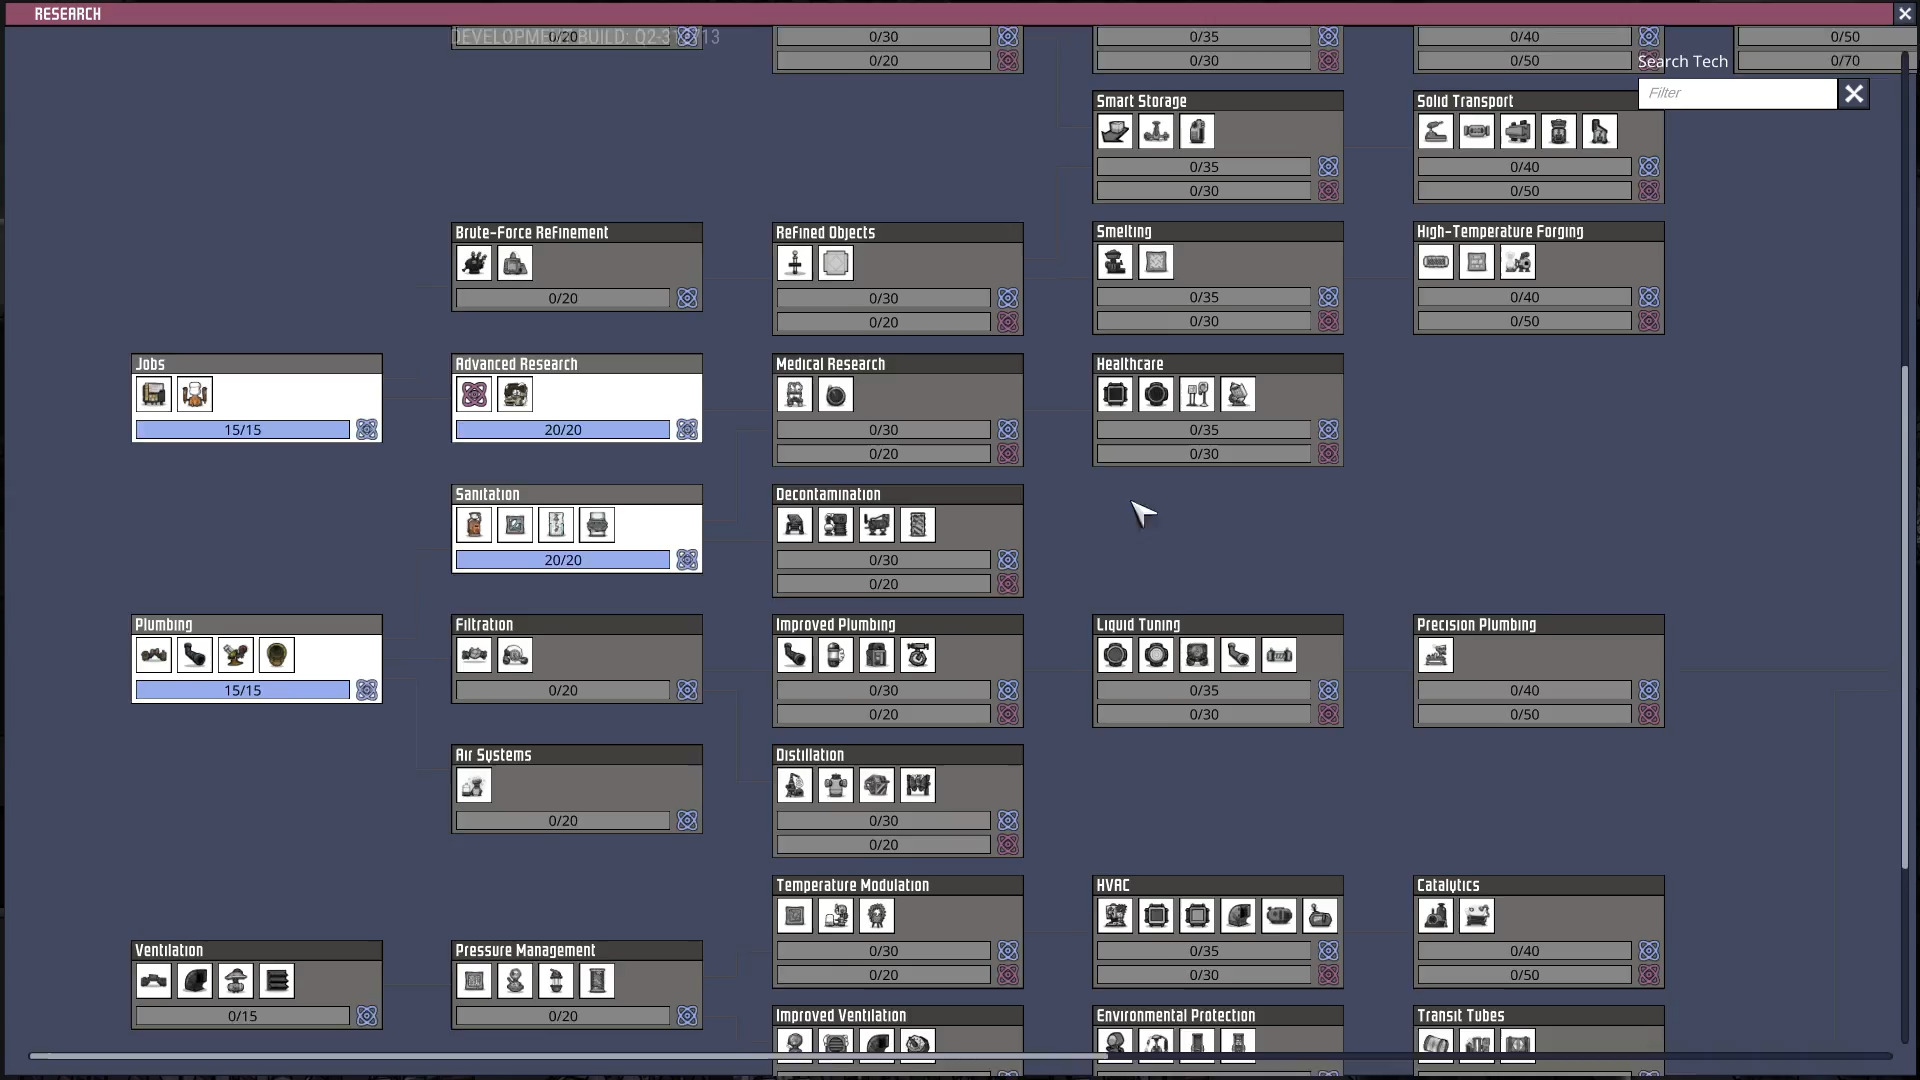 RESEARCH
0/20
0/30
0/20
0/35
0/30
0/40
0/50
0/50
0/70
Search Tech
Filter
Smart Storage
0/35
0/30
Solid Transport
0/40
0/50
Brute-Force Refinement
0/20
Refined Objects
0/30
0/20
Smelting
0/35
0/30
High-Temperature Forging
0/40
0/50
Jobs
15/15
Advanced Research
20/20
Medical Research
0/30
0/20
Healthcare
0/35
0/30
Sanitation
20/20
Decontamination
0/30
0/20
Plumbing
15/15
Filtration
0/20
Improved Plumbing
0/30
0/20
Liquid Tuning
0/35
0/30
Precision Plumbing
0/40
0/50
Air Systems
0/20
Distillation
0/30
0/20
Temperature Modulation
0/30
0/20
HVAC
0/35
0/30
Catalytics
0/40
0/50
Ventilation
0/15
Pressure Management
0/20
Improved Ventilation
Environmental Protection
Transit Tubes